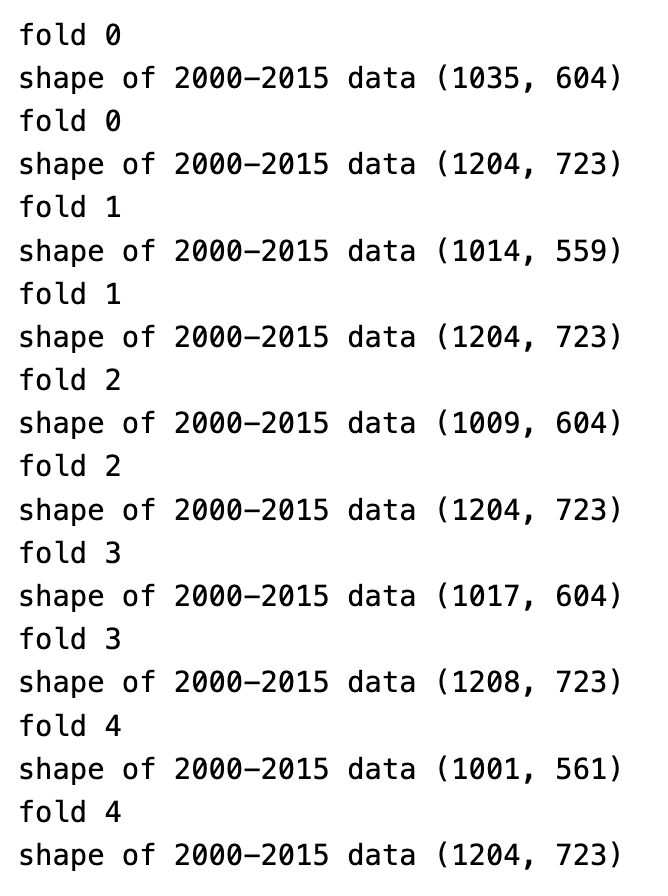 fold 0
shape of 2000-2015 data (1035, 604)
fold 0
shape of 2000-2015 data (1204, 723)
fold 1
shape of 2000-2015 data (1014, 559)
fold 1
shape of 2000-2015 data (1204, 723)
fold 2
shape of 2000-2015 data (1009, 604)
fold 2
shape of 2000-2015 data (1204, 723)
fold 3
shape of 2000-2015 data (1017, 604)
fold 3
shape of 2000-2015 data (1208, 723)
fold 4
shape of 2000-2015 data (1001, 561)
fold 4
shape of 2000-2015 data (1204, 723)